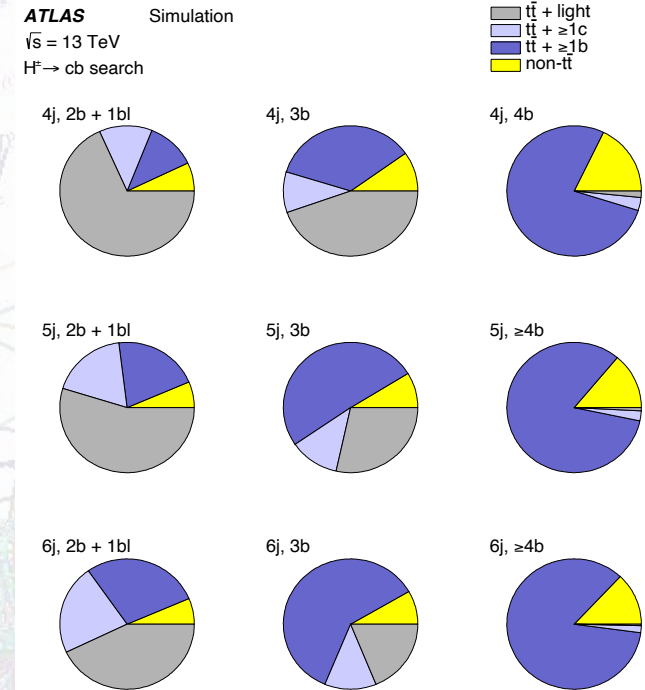 ATLAS Simulation
√s = 13 TeV
H± → cb search
tt̄ + light
tt̄ + ≥1c
tt̄ + ≥1b
non-tt̄
4j, 2b + 1bl
4j, 3b
4j, 4b
5j, 2b + 1bl
5j, 3b
5j, ≥4b
6j, 2b + 1bl
6j, 3b
6j, ≥4b